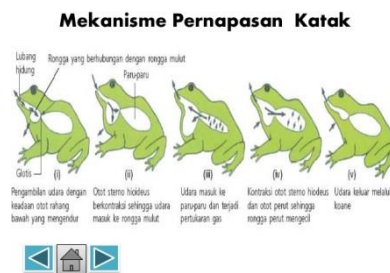 Mekanisme Pernapasan Katak
Lubang hidung
Rongga yang berhubungan dengan rongga mulut
Paru-paru
Glotis
(i)
(ii)
(iii)
(iv)
(v)
Pengambilan udara dengan
keadaan otot rahang
bawah yang mengendur
Otot sterno hioideus
berkontraksi sehingga udara
masuk ke rongga mulut
Udara masuk ke
paru-paru dan terjadi
pertukaran gas
Kontraksi otot sterno hiodeus
dan otot perut sehingga
rongga perut mengecil
Udara keluar melalui
koane